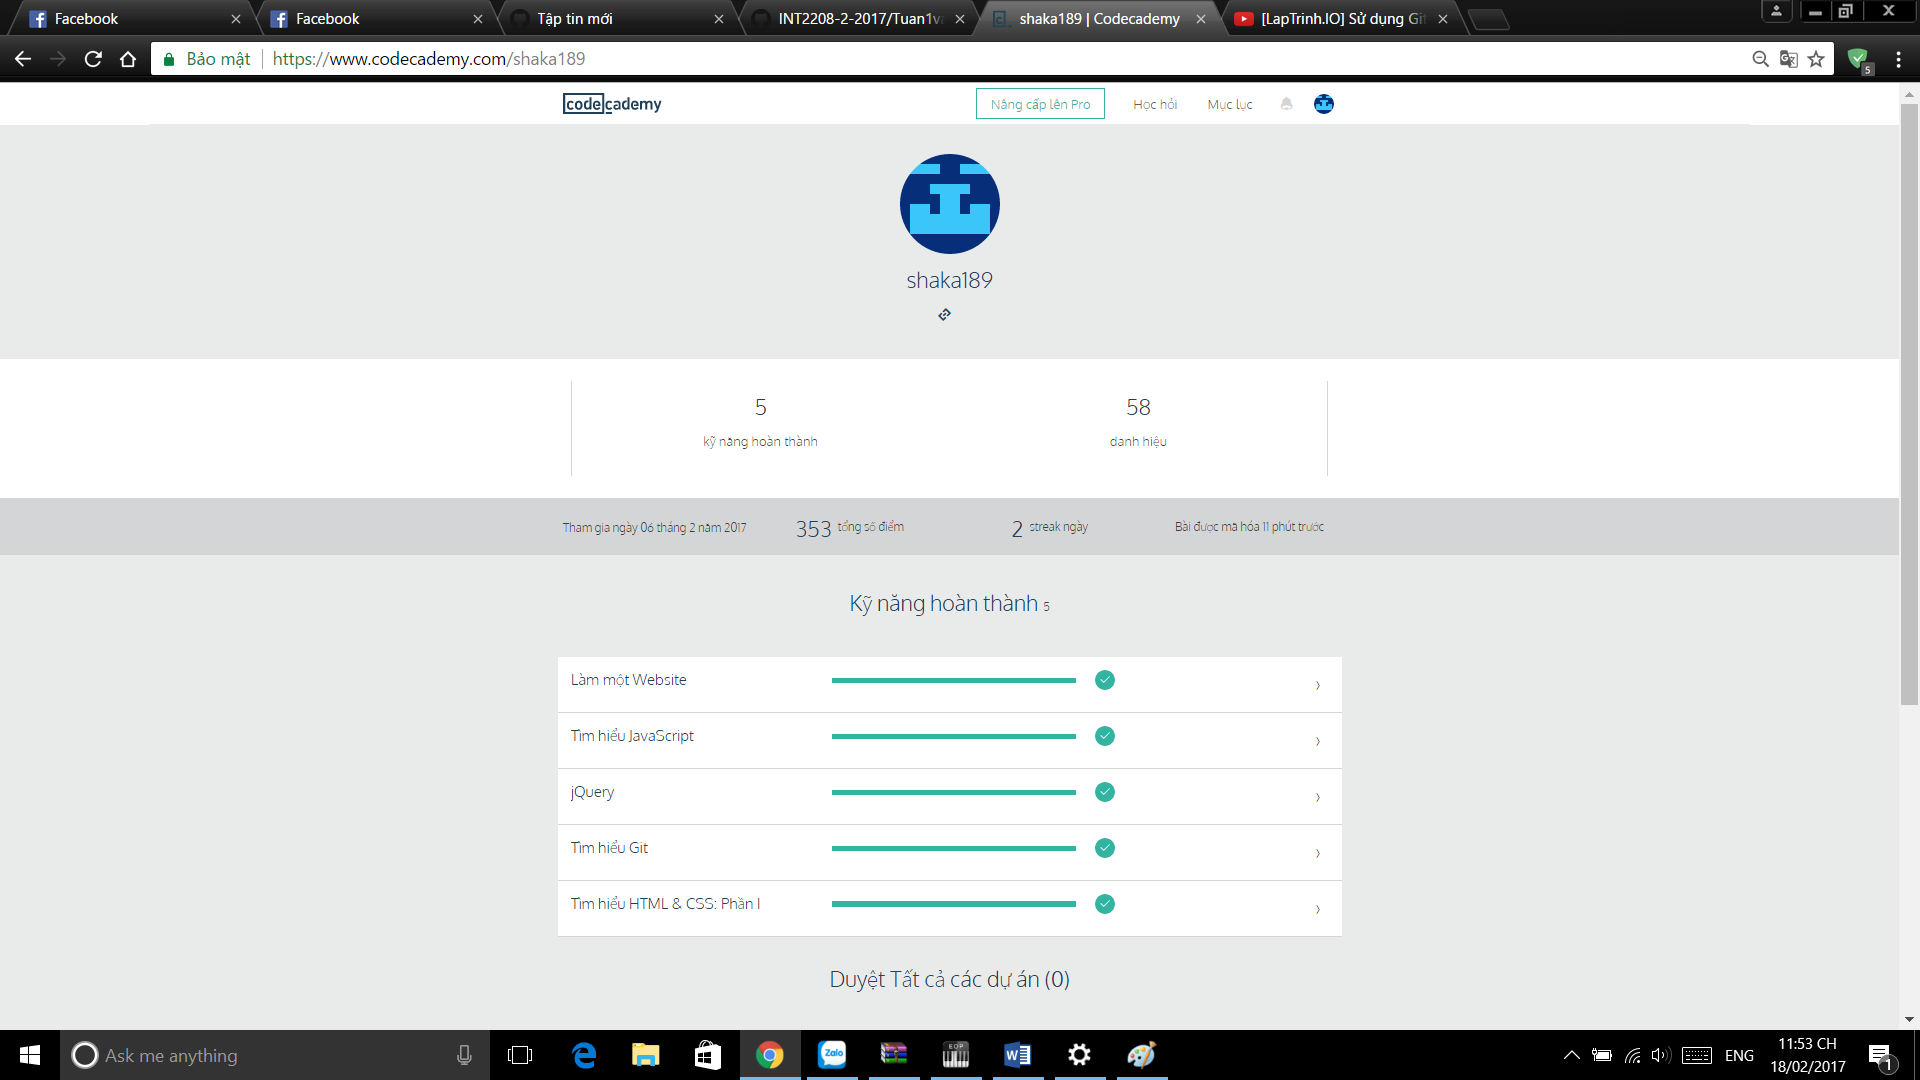 Facebook
Facebook
Tập tin mới
INT2208-2-2017/Tuan1v
shaka189 | Codecademy
[LapTrinh.IO] Sử dụng Gi
Bảo mật
https://www.codecademy.com/shaka189
5
codecademy
Nâng cấp lên Pro
Học hỏi
Mục lục
shaka189
5
kỹ năng hoàn thành
58
danh hiệu
Tham gia ngày 06 tháng 2 năm 2017
353 tổng số điểm
2 streak ngày
Bài được mã hóa 11 phút trước
Kỹ năng hoàn thành 5
Làm một Website
Tìm hiểu JavaScript
jQuery
Tìm hiểu Git
Tìm hiểu HTML & CSS: Phần I
Duyệt Tất cả các dự án (0)
Ask me anything
Zalo
EOP
ENG
11:53 CH
18/02/2017
1